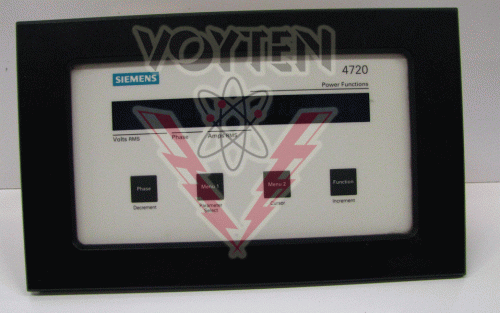 VOYTEN
SIEMENS
4720
Power Functions
Volts RMS Phase Amps RMS
Phase Menu 1 Menu 2 Function
Decrement Parameter Select Cursor Increment